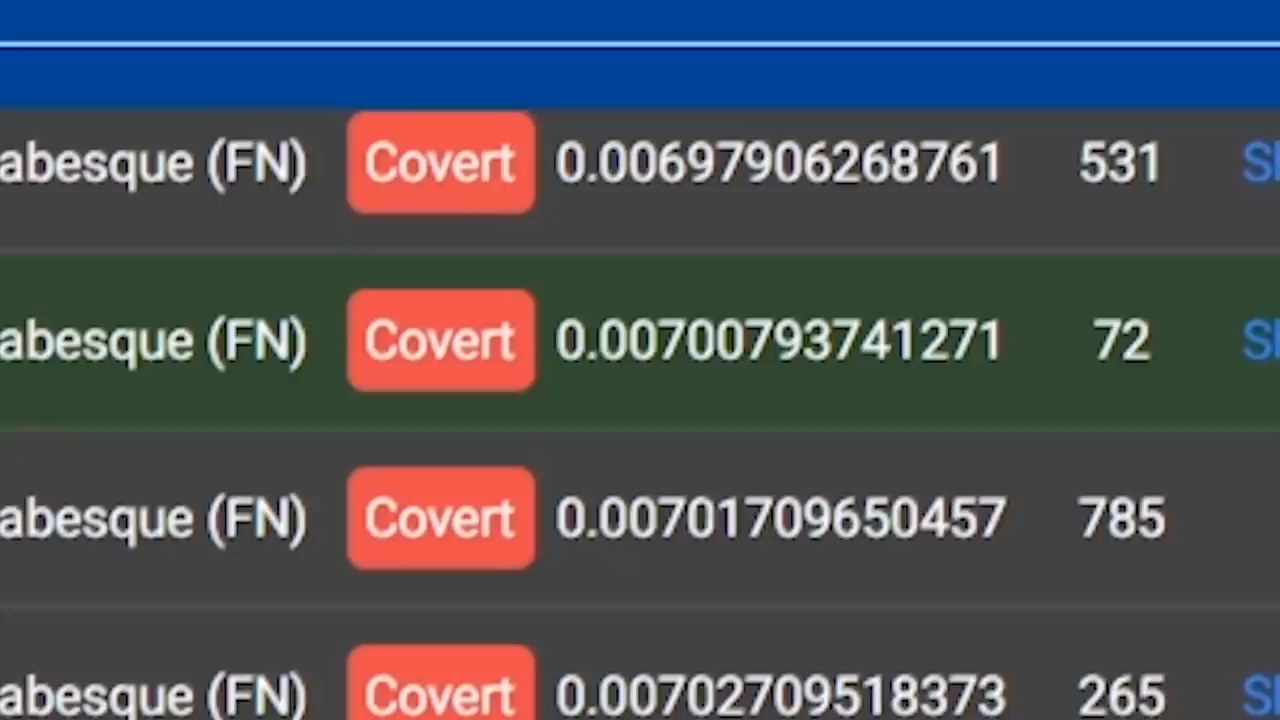 abesque (FN) Covert 0.00697906268761 531
abesque (FN) Covert 0.00700793741271 72
abesque (FN) Covert 0.00701709650457 785
abesque (FN) Covert 0.00702709518373 265